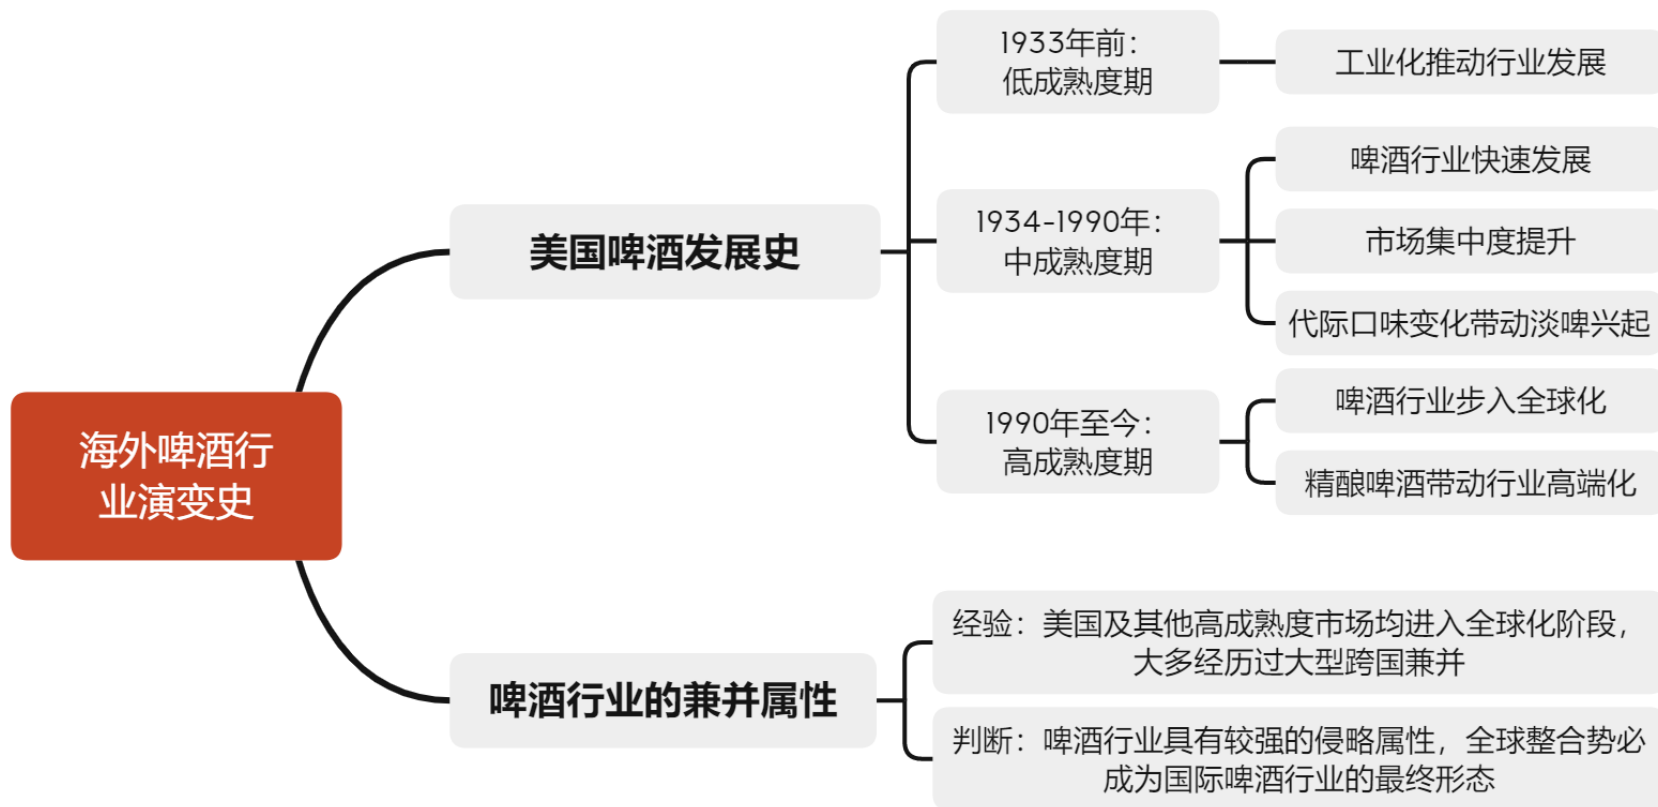 海外啤酒行
业演变史
美国啤酒发展史
1933年前：
低成熟度期
工业化推动行业发展
1934-1990年：
中成熟度期
啤酒行业快速发展
市场集中度提升
代际口味变化带动淡啤兴起
1990年至今：
高成熟度期
啤酒行业步入全球化
精酿啤酒带动行业高端化
啤酒行业的兼并属性
经验：美国及其他高成熟度市场均进入全球化阶段，
大多经历过大型跨国兼并
判断：啤酒行业具有较强的侵略属性，全球整合势必
成为国际啤酒行业的最终形态